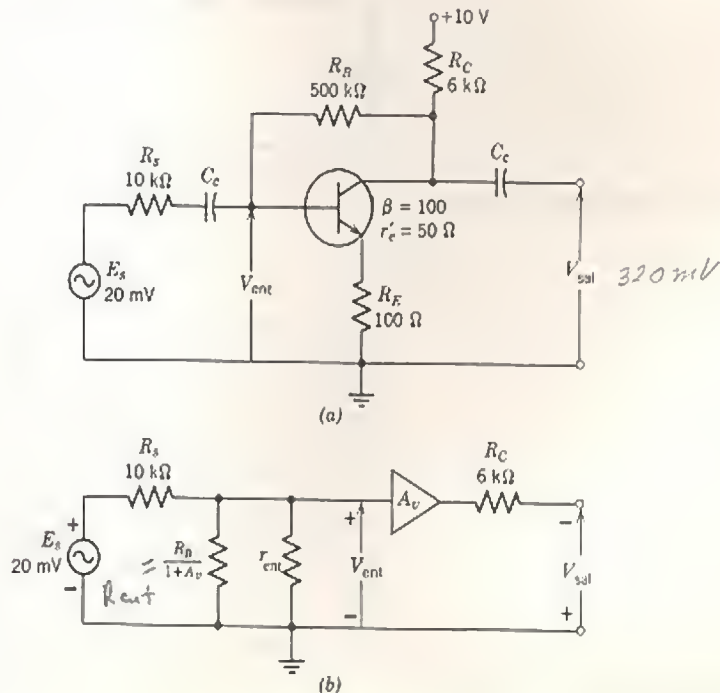 +10 V
R_B
500 kΩ
R_C
6 kΩ
R_s
10 kΩ
C_c
C_c
β = 100
r'_e = 50 Ω
E_s
20 mV
V_ent
R_E
100 Ω
V_sal 320 mV
(a)
R_s
10 kΩ
R_C
6 kΩ
A_v
+
E_s
20 mV
-
=
R_B
1 + A_v
Rent
r_ent
+
V_ent
-
-
V_sal
+
(b)